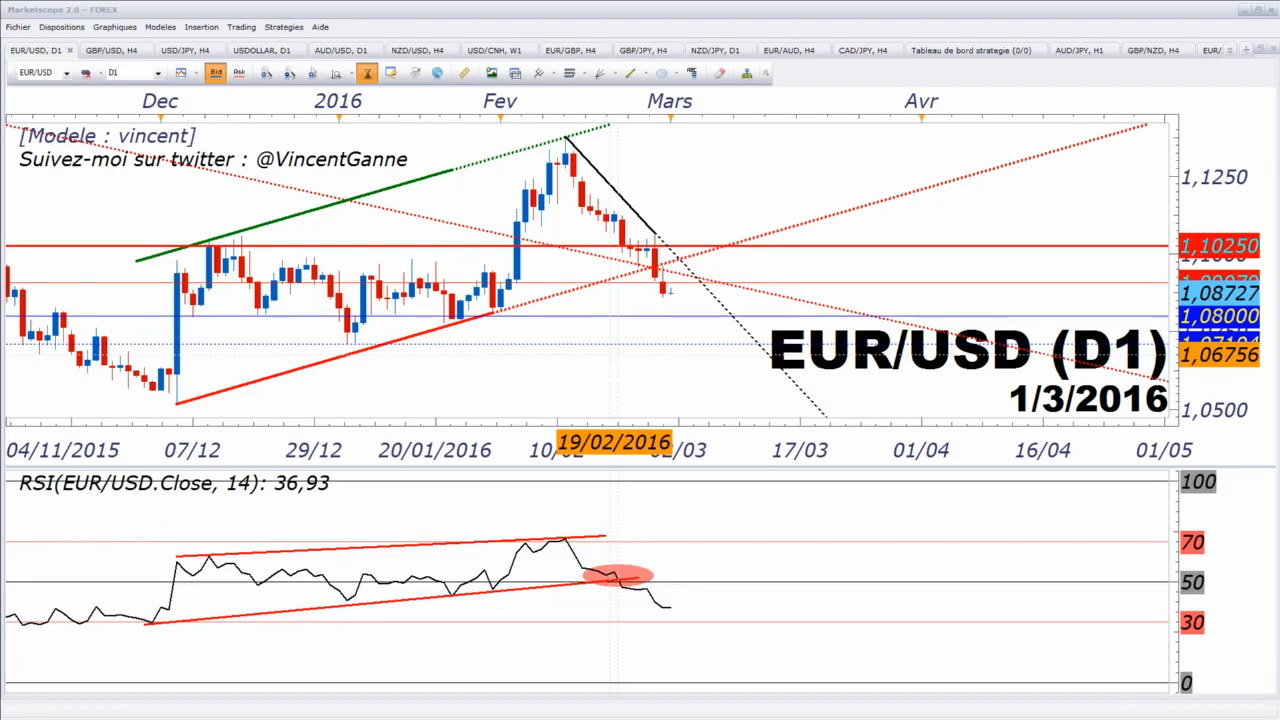 Marketscope 2.0 - FOREX
Fichier Dispositions Graphiques Modeles Insertion Trading Strategies Aide
EUR/USD, D1 GBP/USD, H4 USD/JPY, H4 USDOLLAR, D1 AUD/USD, D1 NZD/USD, H4 USD/CNH, W1 EUR/GBP, H4 GBP/JPY, H4 NZD/JPY, D1 EUR/AUD, H4 CAD/JPY, H4 Tableau de bord strategie (0/0) AUD/JPY, H1 GBP/NZD, H4 EUR/
EUR/USD D1 Bid Ask
Dec 2016 Fev Mars Avr
[Modele : vincent]
Suivez-moi sur twitter : @VincentGanne
1,1250
1,10250
1,08727
1,08000
1,06756
1,0500
EUR/USD (D1)
1/3/2016
04/11/2015 07/12 29/12 20/01/2016 19/02/2016 02/03 17/03 01/04 16/04 01/05
RSI(EUR/USD.Close, 14): 36,93
100
70
50
30
0